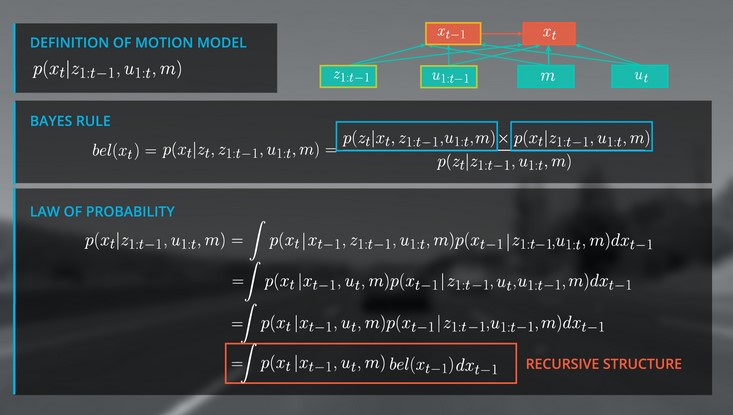 DEFINITION OF MOTION MODEL
p(x_t|z_{1:t−1}, u_{1:t}, m)
x_{t−1} x_t
z_{1:t−1} u_{1:t−1} m u_t
BAYES RULE
bel(x_t) = p(x_t|z_t, z_{1:t−1}, u_{1:t}, m) = \frac{p(z_t|x_t, z_{1:t−1}, u_{1:t}, m) × p(x_t|z_{1:t−1}, u_{1:t}, m)}{p(z_t|z_{1:t−1}, u_{1:t}, m)}
LAW OF PROBABILITY
p(x_t|z_{1:t−1}, u_{1:t}, m) = ∫ p(x_t|x_{t−1}, z_{1:t−1}, u_{1:t}, m)p(x_{t−1}|z_{1:t−1}, u_{1:t}, m)dx_{t−1}
= ∫ p(x_t|x_{t−1}, u_t, m)p(x_{t−1}|z_{1:t−1}, u_t, u_{1:t−1}, m)dx_{t−1}
= ∫ p(x_t|x_{t−1}, u_t, m)p(x_{t−1}|z_{1:t−1}, u_{1:t−1}, m)dx_{t−1}
= ∫ p(x_t|x_{t−1}, u_t, m) bel(x_{t−1})dx_{t−1} RECURSIVE STRUCTURE